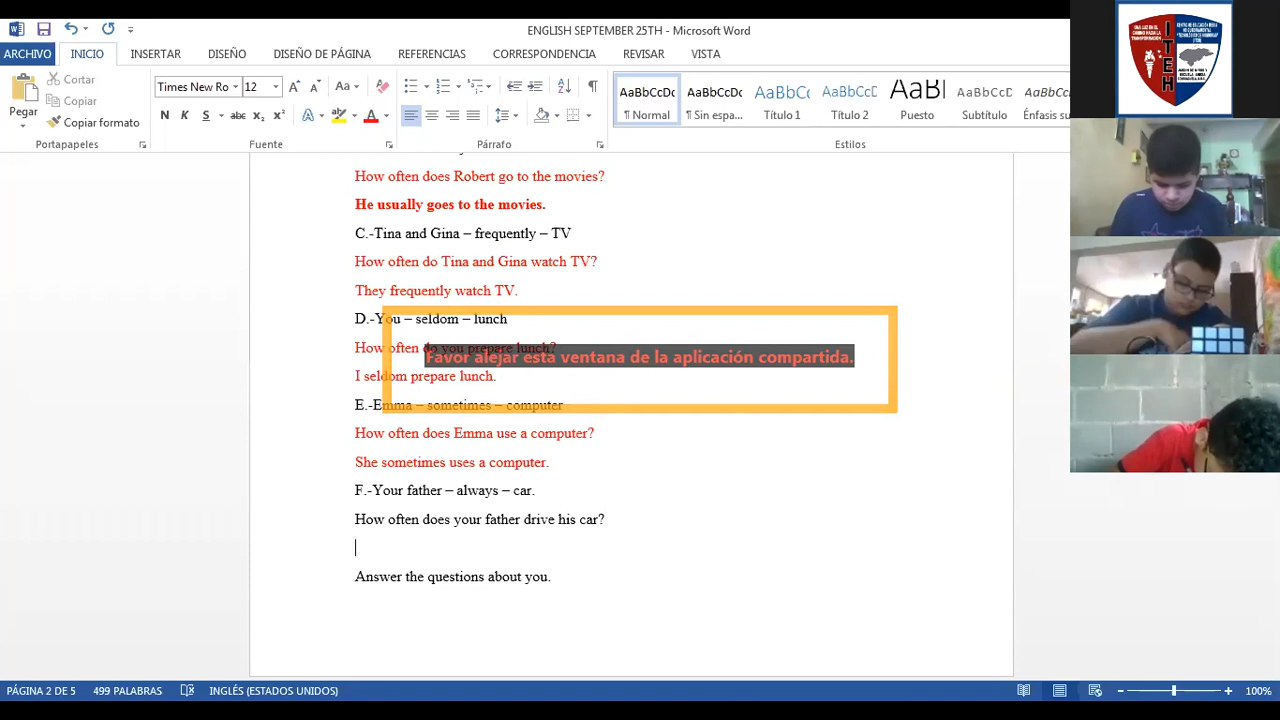 ENGLISH SEPTEMBER 25TH - Microsoft Word
ARCHIVO INICIO INSERTAR DISEÑO DISEÑO DE PÁGINA REFERENCIAS CORRESPONDENCIA REVISAR VISTA
Pegar
Cortar
Copiar
Copiar formato
Portapapeles
Times New Ro 12
N K S abc x₂ x²
Fuente
Párrafo
AaBbCcDc AaBbCcDc AaBbCc AaBbCcD AaBl AaBbCcD AaBbCcDc
¶ Normal ¶ Sin espa... Título 1 Título 2 Puesto Subtítulo Énfasis su
Estilos
ITEH
How often does Robert go to the movies?
He usually goes to the movies.
C.-Tina and Gina – frequently – TV
How often do Tina and Gina watch TV?
They frequently watch TV.
D.-You – seldom – lunch
How often do you prepare lunch?
Favor alejar esta ventana de la aplicación compartida.
I seldom prepare lunch.
E.-Emma – sometimes – computer
How often does Emma use a computer?
She sometimes uses a computer.
F.-Your father – always – car.
How often does your father drive his car?
Answer the questions about you.
PÁGINA 2 DE 5 499 PALABRAS INGLÉS (ESTADOS UNIDOS) 100%